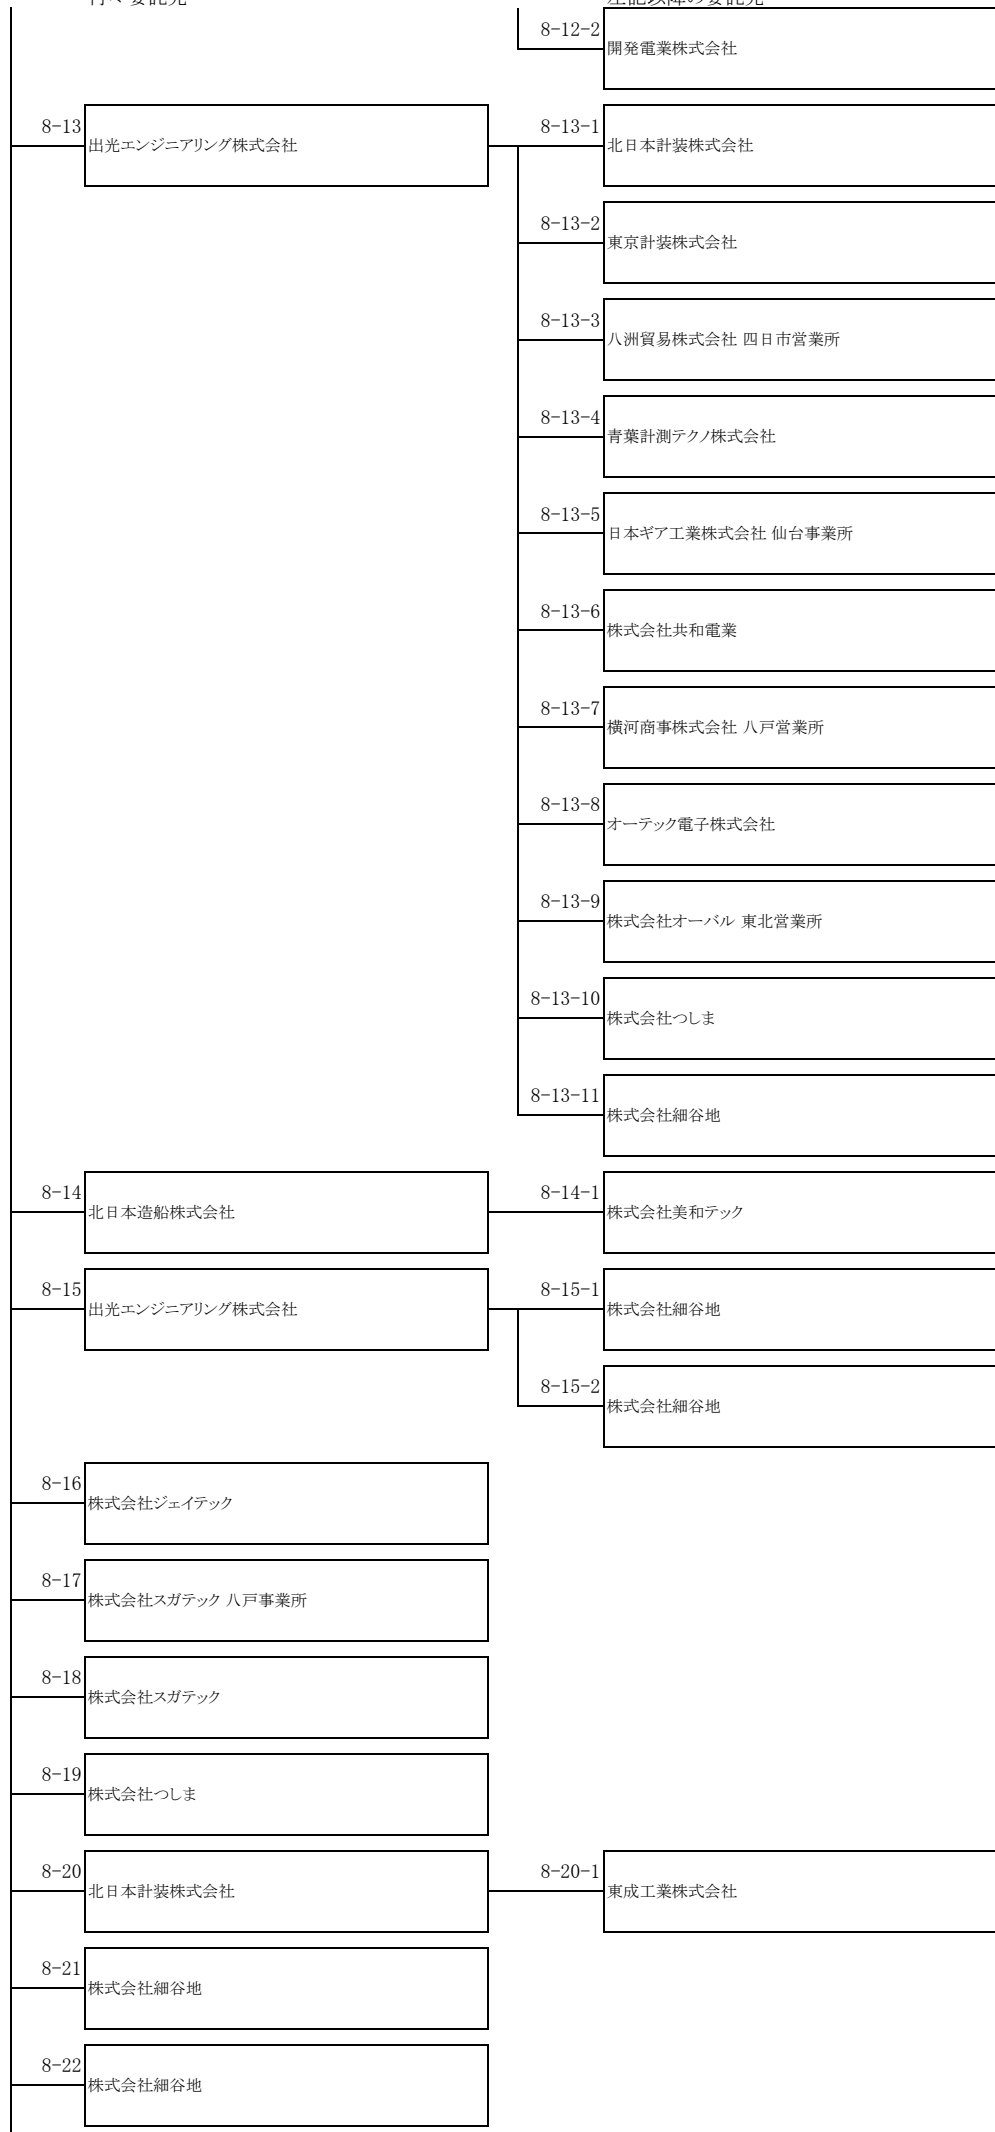 8-12-2
開発電業株式会社
8-13
出光エンジニアリング株式会社
8-13-1
北日本計装株式会社
8-13-2
東京計装株式会社
8-13-3
八洲貿易株式会社 四日市営業所
8-13-4
青葉計測テクノ株式会社
8-13-5
日本ギア工業株式会社 仙台事業所
8-13-6
株式会社共和電業
8-13-7
横河商事株式会社 八戸営業所
8-13-8
オーテック電子株式会社
8-13-9
株式会社オーバル 東北営業所
8-13-10
株式会社つしま
8-13-11
株式会社細谷地
8-14
北日本造船株式会社
8-14-1
株式会社美和テック
8-15
出光エンジニアリング株式会社
8-15-1
株式会社細谷地
8-15-2
株式会社細谷地
8-16
株式会社ジェイテック
8-17
株式会社スガテック 八戸事業所
8-18
株式会社スガテック
8-19
株式会社つしま
8-20
北日本計装株式会社
8-20-1
東成工業株式会社
8-21
株式会社細谷地
8-22
株式会社細谷地